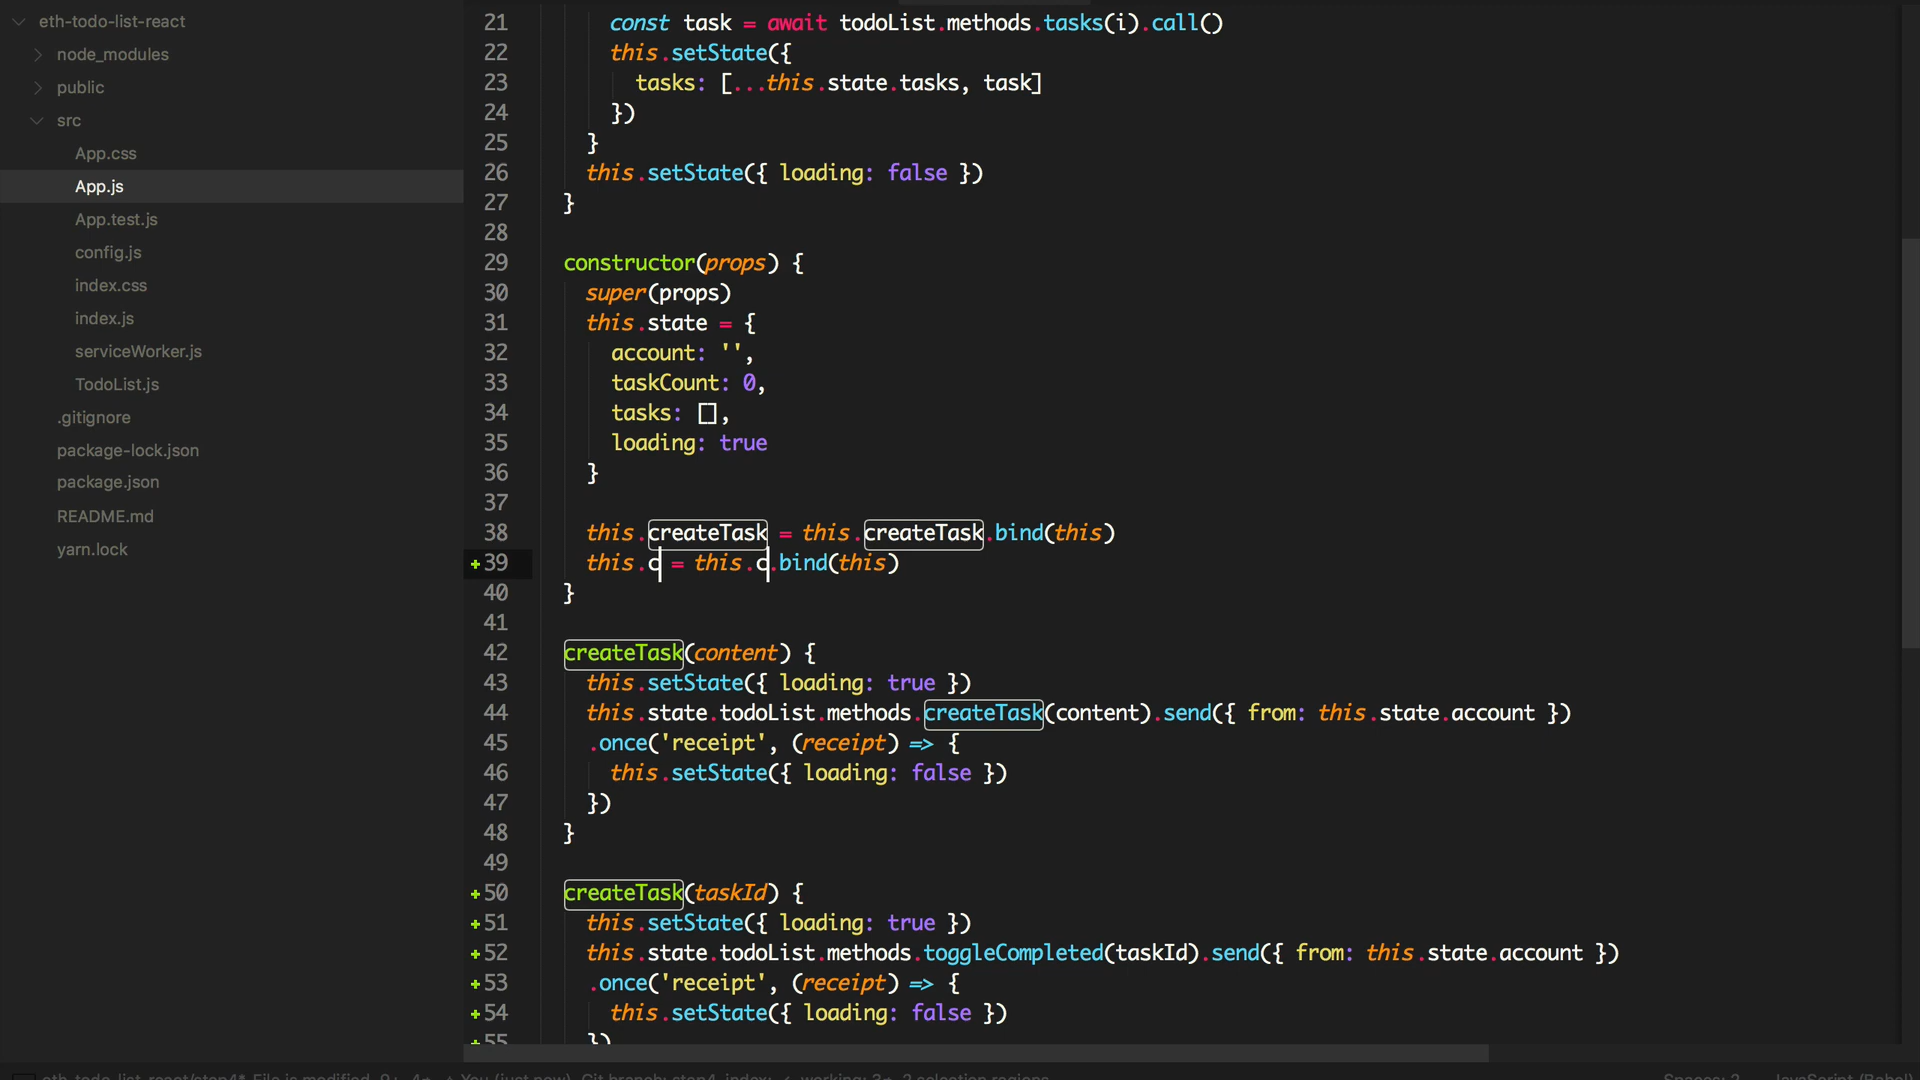 eth-todo-list-react
node_modules
public
src
App.css
App.js
App.test.js
config.js
index.css
index.js
serviceWorker.js
TodoList.js
.gitignore
package-lock.json
package.json
README.md
yarn.lock
21 const task = await todoList.methods.tasks(i).call()
22 this.setState({
23 tasks: [...this.state.tasks, task]
24 })
25 }
26 this.setState({ loading: false })
27 }
28
29 constructor(props) {
30 super(props)
31 this.state = {
32 account: '',
33 taskCount: 0,
34 tasks: [],
35 loading: true
36 }
37
38 this.createTask = this.createTask.bind(this)
39 this.c = this.c.bind(this)
40 }
41
42 createTask(content) {
43 this.setState({ loading: true })
44 this.state.todoList.methods.createTask(content).send({ from: this.state.account })
45 .once('receipt', (receipt) => {
46 this.setState({ loading: false })
47 })
48 }
49
50 createTask(taskId) {
51 this.setState({ loading: true })
52 this.state.todoList.methods.toggleCompleted(taskId).send({ from: this.state.account })
53 .once('receipt', (receipt) => {
54 this.setState({ loading: false })
55 })